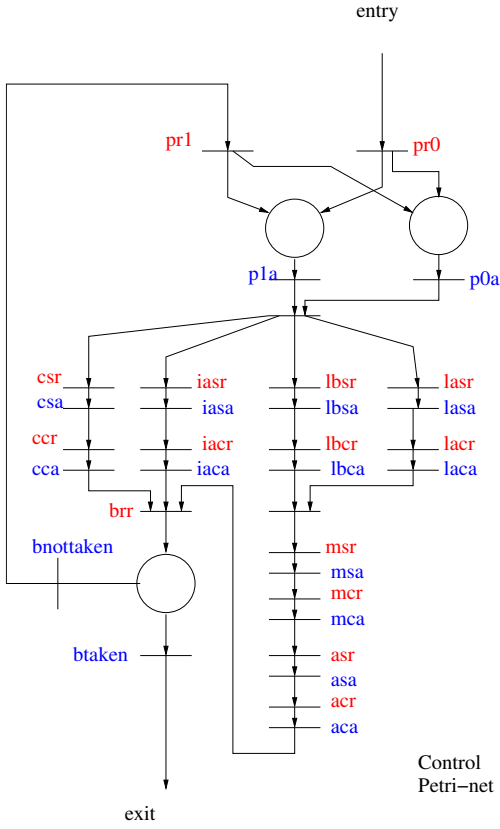 entry
pr1
pr0
p1a
p0a
csr
iasr
lbsr
lasr
csa
iasa
lbsa
lasa
ccr
iacr
lbcr
lacr
cca
iaca
lbca
laca
brr
bnottaken
msr
msa
mcr
mca
btaken
asr
asa
acr
aca
Control
Petri−net
exit